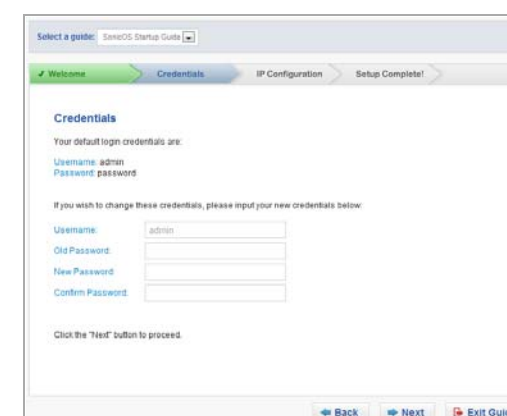 Select a guide: SonicOS Startup Guide
✔ Welcome Credentials IP Configuration Setup Complete!
Credentials
Your default login credentials are:
Username: admin
Password: password
If you wish to change these credentials, please input your new credentials below:
Username: admin
Old Password:
New Password:
Confirm Password:
Click the "Next" button to proceed.
Back Next Exit Gui